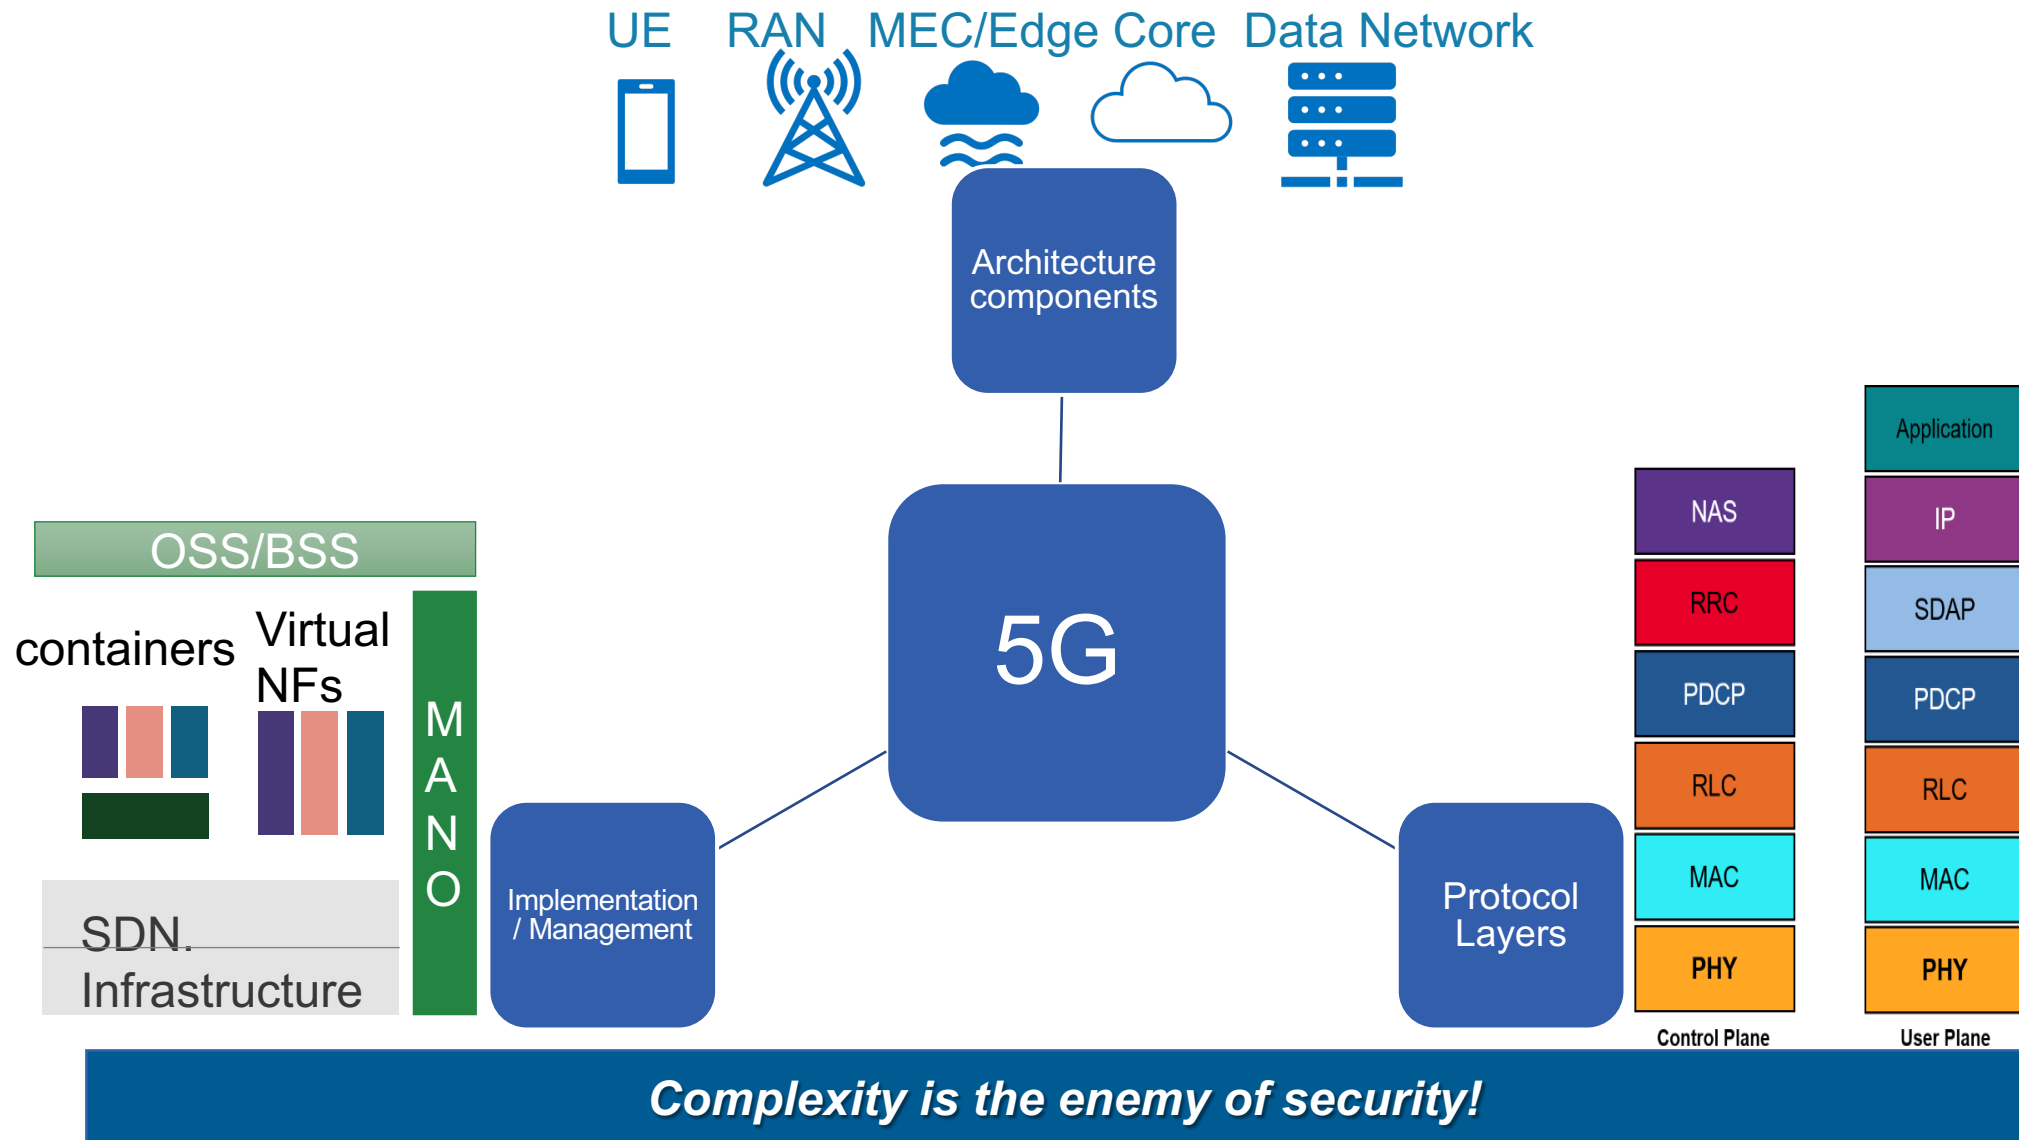 UE RAN MEC/Edge Core Data Network
Architecture
components
5G
OSS/BSS
containers
Virtual
NFs
M
A
N
O
SDN.
Infrastructure
Implementation
/ Management
Protocol
Layers
NAS
RRC
PDCP
RLC
MAC
PHY
Control Plane
Application
IP
SDAP
PDCP
RLC
MAC
PHY
User Plane
Complexity is the enemy of security!